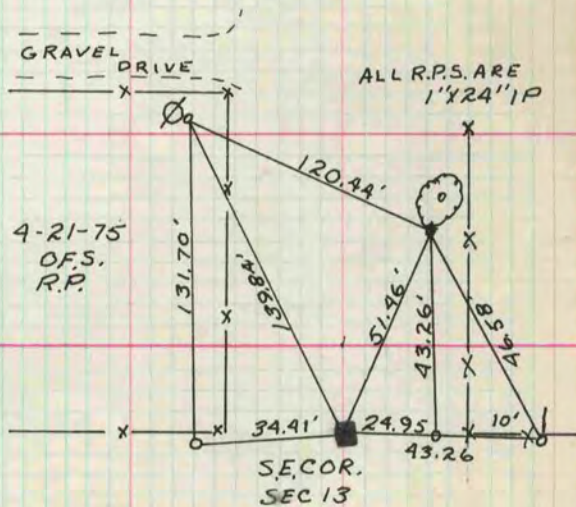 GRAVEL
DRIVE
ALL R.P.S. ARE
1"X24" IP
120.44'
4-21-75
OF.S.
R.P.
131.70'
139.84'
51.46'
43.26'
46.58'
34.41'
24.95
10'
43.26
S.E. COR.
SEC 13